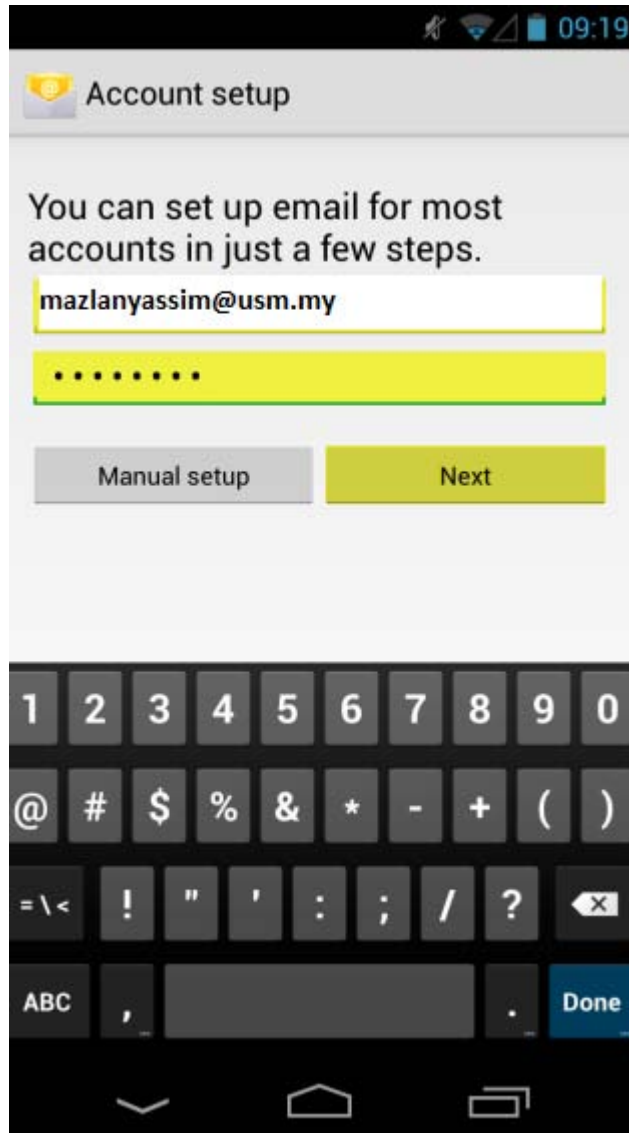 09:19
Account setup
You can set up email for most
accounts in just a few steps.
mazlanyassim@usm.my
••••••••
Manual setup Next
1 2 3 4 5 6 7 8 9 0
@ # $ % & * - + ( )
= \ < ! " ' : ; / ?
ABC , . Done